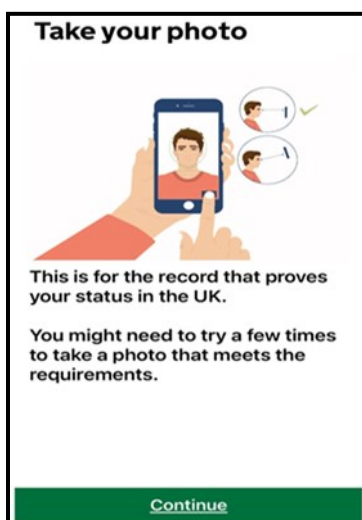 Take your photo
This is for the record that proves
your status in the UK.
You might need to try a few times
to take a photo that meets the
requirements.
Continue